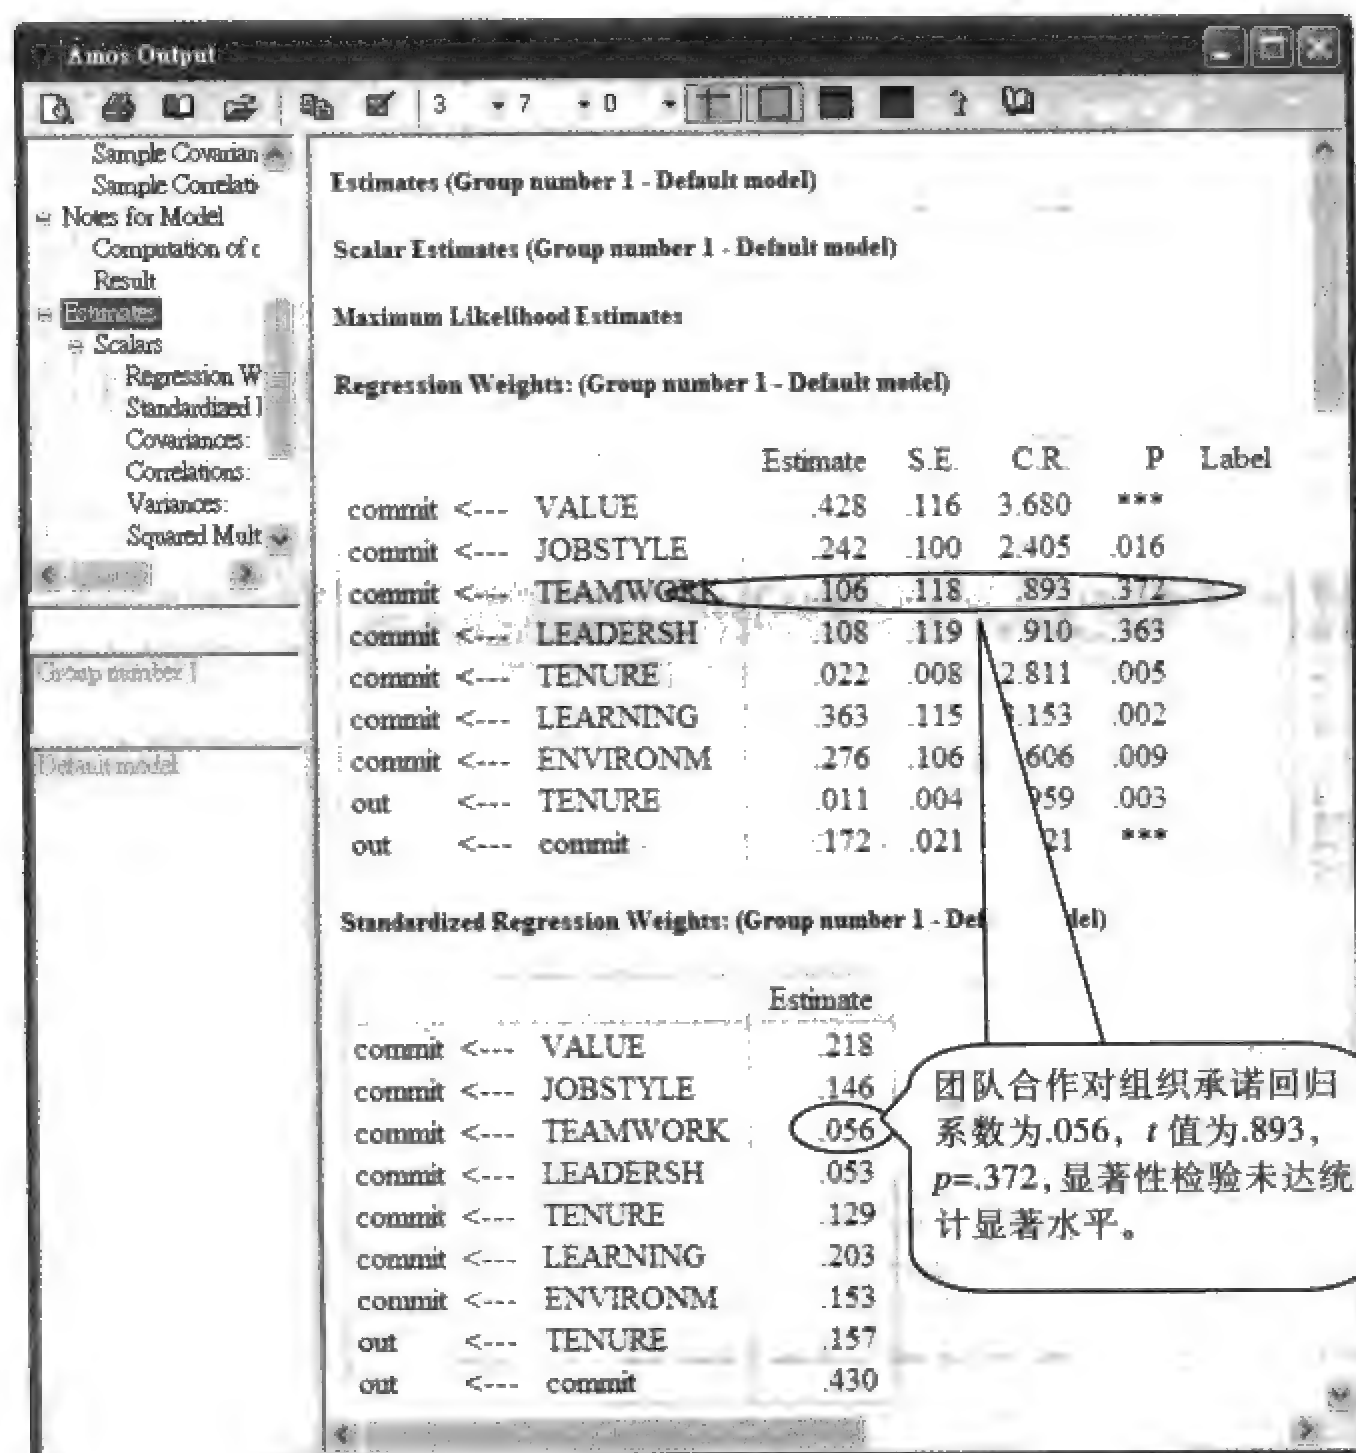 Amos Output
3 7 0
Sample Covarian
Sample Correlati
Notes for Model
Computation of c
Result
Estimates
Scalars
Regression W
Standardized I
Covariances:
Correlations:
Variances:
Squared Mult
Group number 1
Default model
Estimates (Group number 1 - Default model)
Scalar Estimates (Group number 1 - Default model)
Maximum Likelihood Estimates
Regression Weights: (Group number 1 - Default model)
Estimate S.E. C.R. P Label
commit <--- VALUE .428 .116 3.680 ***
commit <--- JOBSTYLE .242 .100 2.405 .016
commit <--- TEAMWORK .106 .118 .893 .372
commit <--- LEADERSH .108 .119 .910 .363
commit <--- TENURE .022 .008 2.811 .005
commit <--- LEARNING .363 .115 .153 .002
commit <--- ENVIRONM .276 .106 .606 .009
out <--- TENURE .011 .004 959 .003
out <--- commit .172 .021 21 ***
Standardized Regression Weights: (Group number 1 - Def del)
Estimate
commit <--- VALUE .218
commit <--- JOBSTYLE .146
commit <--- TEAMWORK .056
commit <--- LEADERSH .053
commit <--- TENURE .129
commit <--- LEARNING .203
commit <--- ENVIRONM .153
out <--- TENURE .157
out <--- commit .430
团队合作对组织承诺回归
系数为.056，t 值为.893，
p=.372，显著性检验未达统
计显著水平。